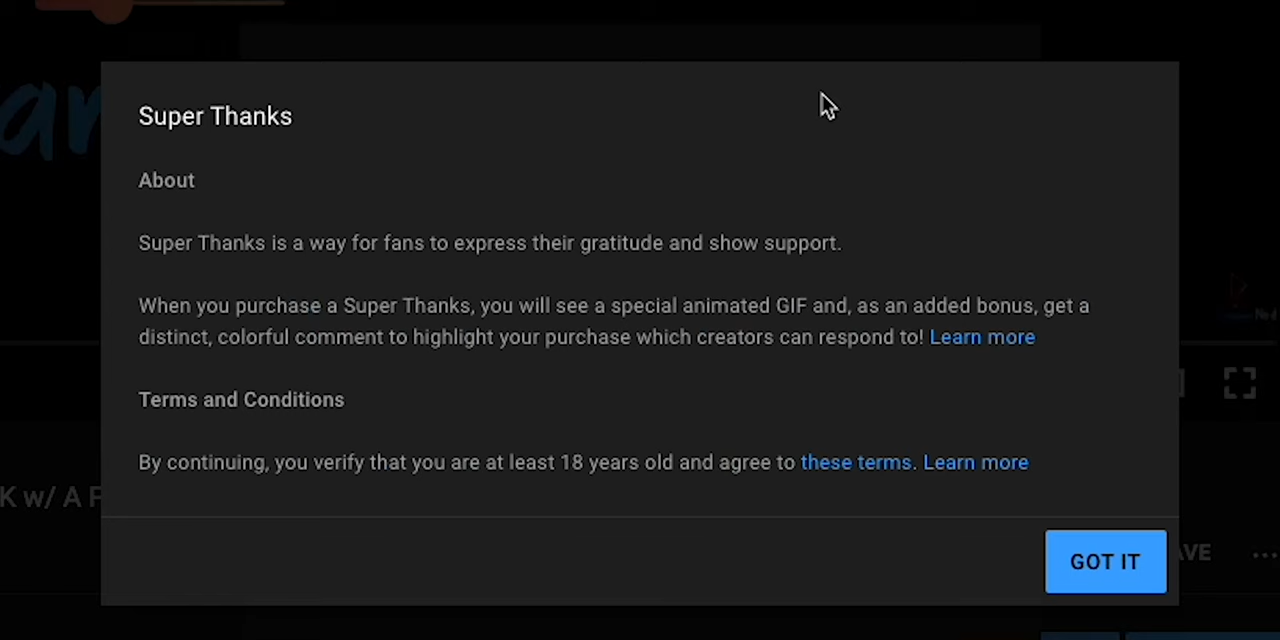 Super Thanks
About
Super Thanks is a way for fans to express their gratitude and show support.
When you purchase a Super Thanks, you will see a special animated GIF and, as an added bonus, get a
distinct, colorful comment to highlight your purchase which creators can respond to! Learn more
Terms and Conditions
By continuing, you verify that you are at least 18 years old and agree to these terms. Learn more
K w/ A
GOT IT